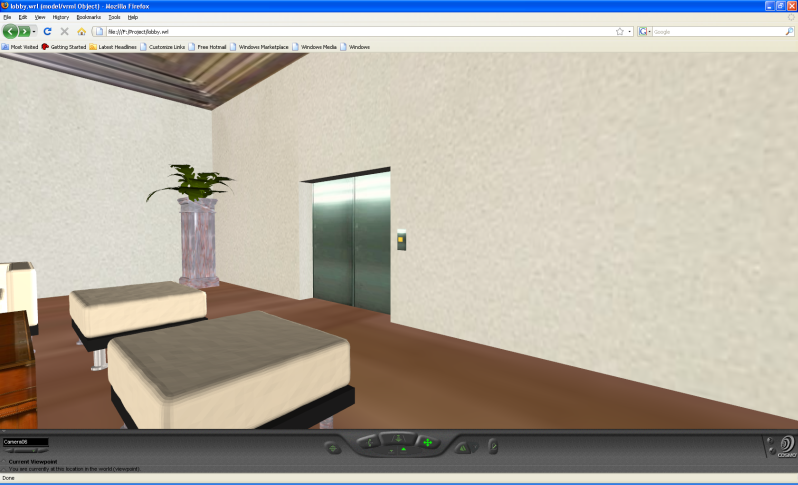 lobby.wrl (model/vrml Object) - Mozilla Firefox
File Edit View History Bookmarks Tools Help
file:///F:/Project/lobby.wrl
Google
Most Visited Getting Started Latest Headlines Customize Links Free Hotmail Windows Marketplace Windows Media Windows
Camera06
COSMO
Current Viewpoint
You are currently at this location in the world (viewpoint).
Done